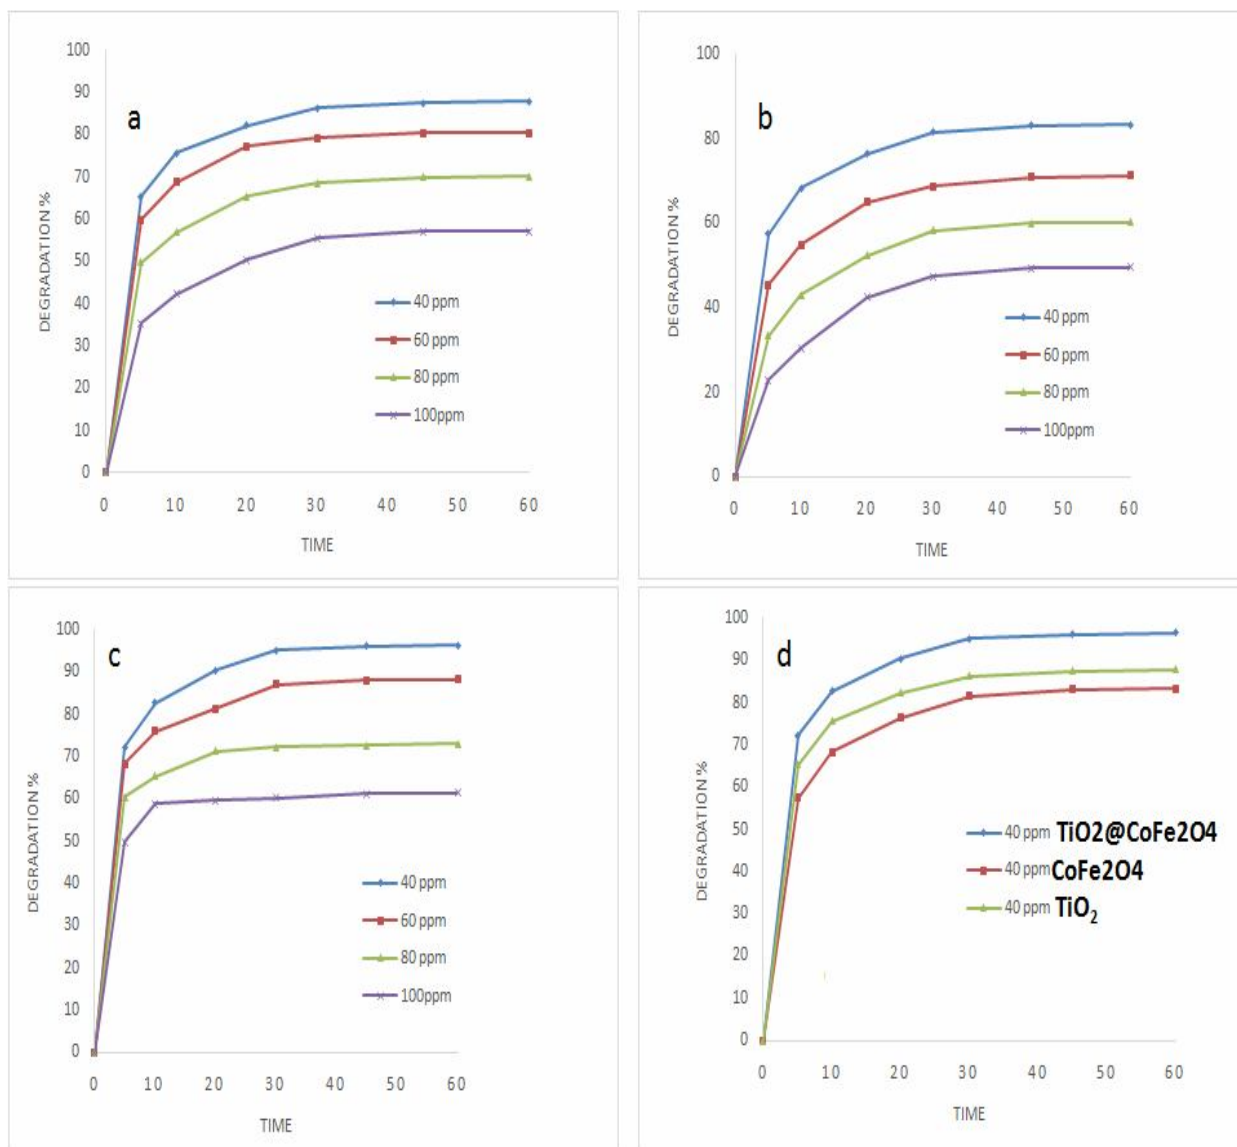 a
DEGRADATION %
100
90
80
70
60
50
40
30
20
10
0
0 10 20 30 40 50 60
TIME
40 ppm
60 ppm
80 ppm
100ppm
b
DEGRADATION %
100
80
60
40
20
0
0 10 20 30 40 50 60
TIME
40 ppm
60 ppm
80 ppm
100ppm
c
DEGRADATION %
100
90
80
70
60
50
40
30
20
10
0
0 10 20 30 40 50 60
TIME
40 ppm
60 ppm
80 ppm
100ppm
d
DEGRADATION %
100
90
80
70
60
50
40
30
20
10
0
0 10 20 30 40 50 60
TIME
40 ppm TiO2@CoFe2O4
40 ppm CoFe2O4
40 ppm TiO₂